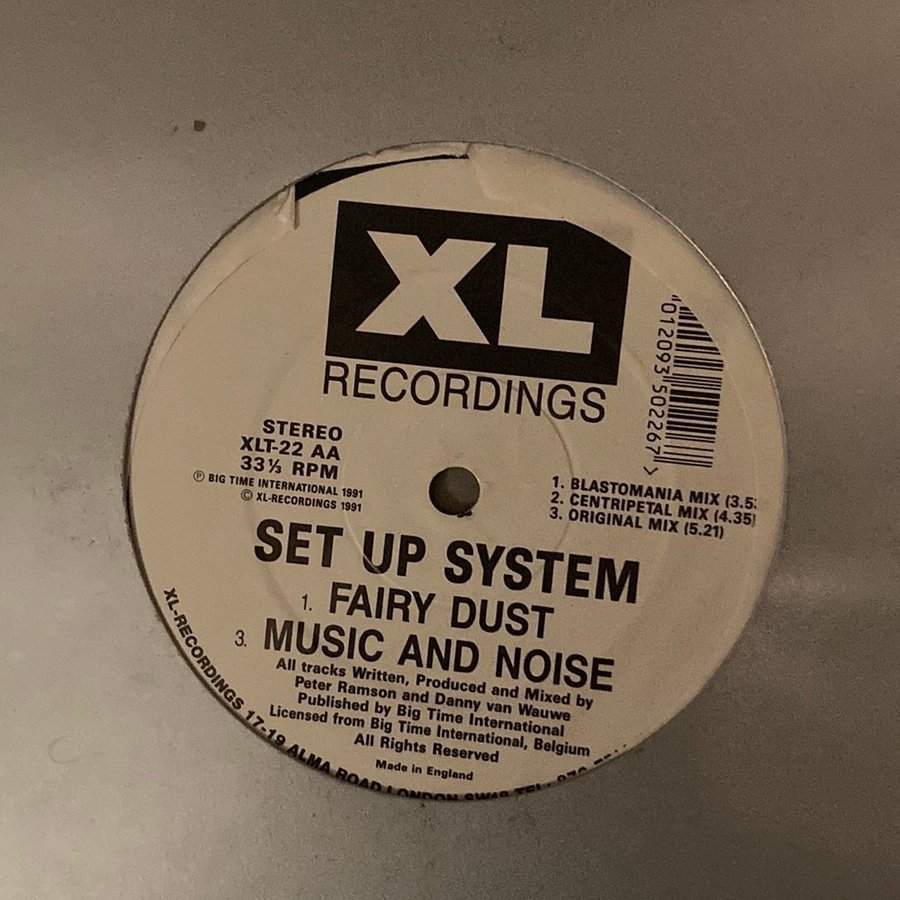 XL
RECORDINGS
012093 502267 >
STEREO
XLT-22 AA
33⅓ RPM
Ⓟ BIG TIME INTERNATIONAL 1991
© XL-RECORDINGS 1991
1. BLASTOMANIA MIX (3.5
2. CENTRIPETAL MIX (4.35)
3. ORIGINAL MIX (5.21)
SET UP SYSTEM
1. FAIRY DUST
3. MUSIC AND NOISE
All tracks Written, Produced and Mixed by
Peter Ramson and Danny van Wauwe
Published by Big Time International
Licensed from Big Time International, Belgium
All Rights Reserved
Made in England
XL-RECORDINGS 17-19 ALMA ROAD LONDON SW18 TEL: